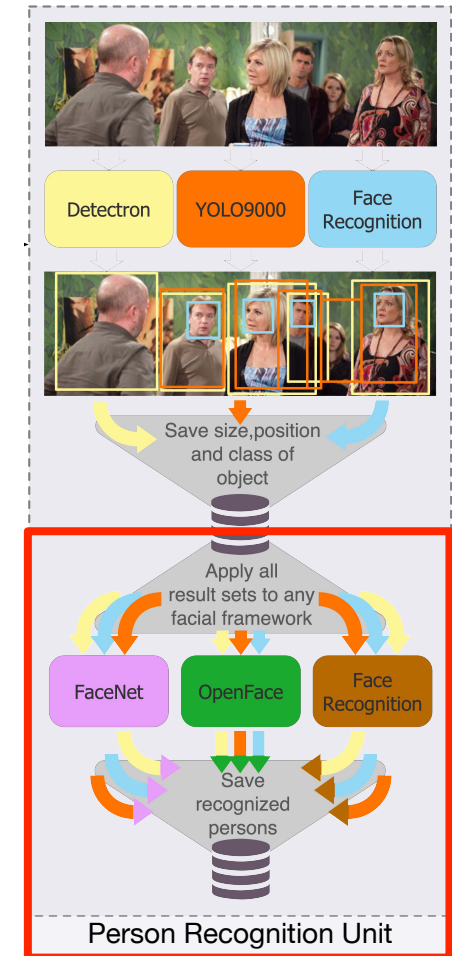 Detectron
YOLO9000
Face
Recognition
Save size,position
and class of
object
Apply all
result sets to any
facial framework
FaceNet
OpenFace
Face
Recognition
Save
recognized
persons
Person Recognition Unit